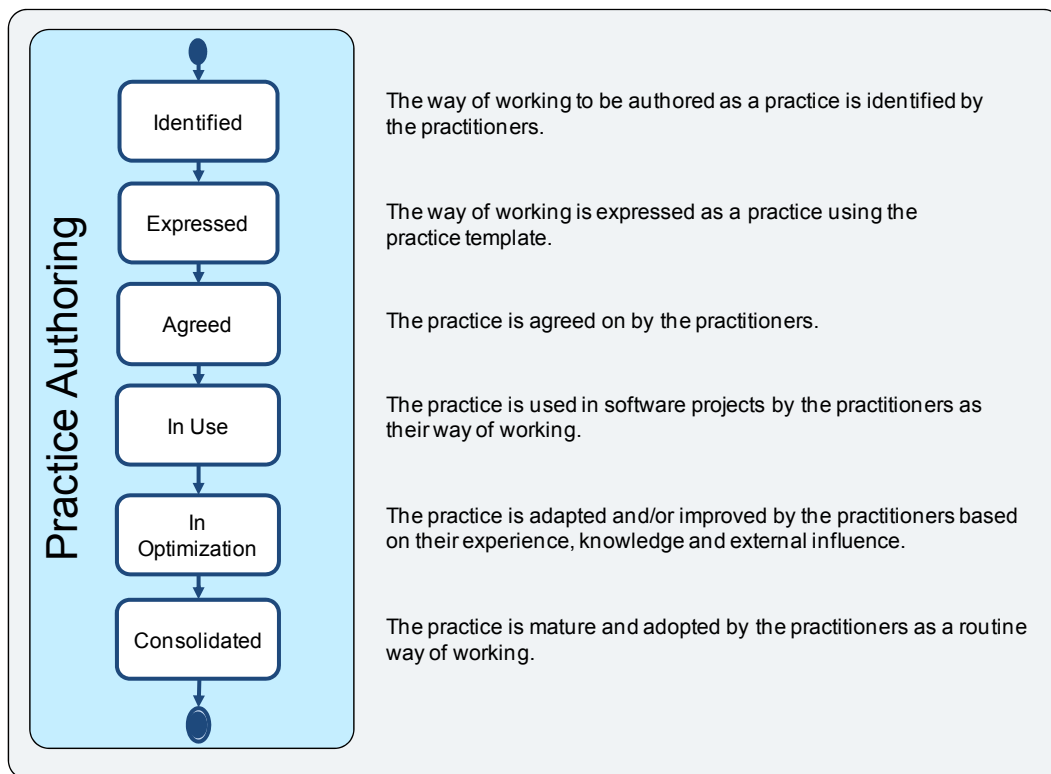 Practice Authoring
Identified
The way of working to be authored as a practice is identified by
the practitioners.
Expressed
The way of working is expressed as a practice using the
practice template.
Agreed
The practice is agreed on by the practitioners.
In Use
The practice is used in software projects by the practitioners as
their way of working.
In
Optimization
The practice is adapted and/or improved by the practitioners based
on their experience, knowledge and external influence.
Consolidated
The practice is mature and adopted by the practitioners as a routine
way of working.